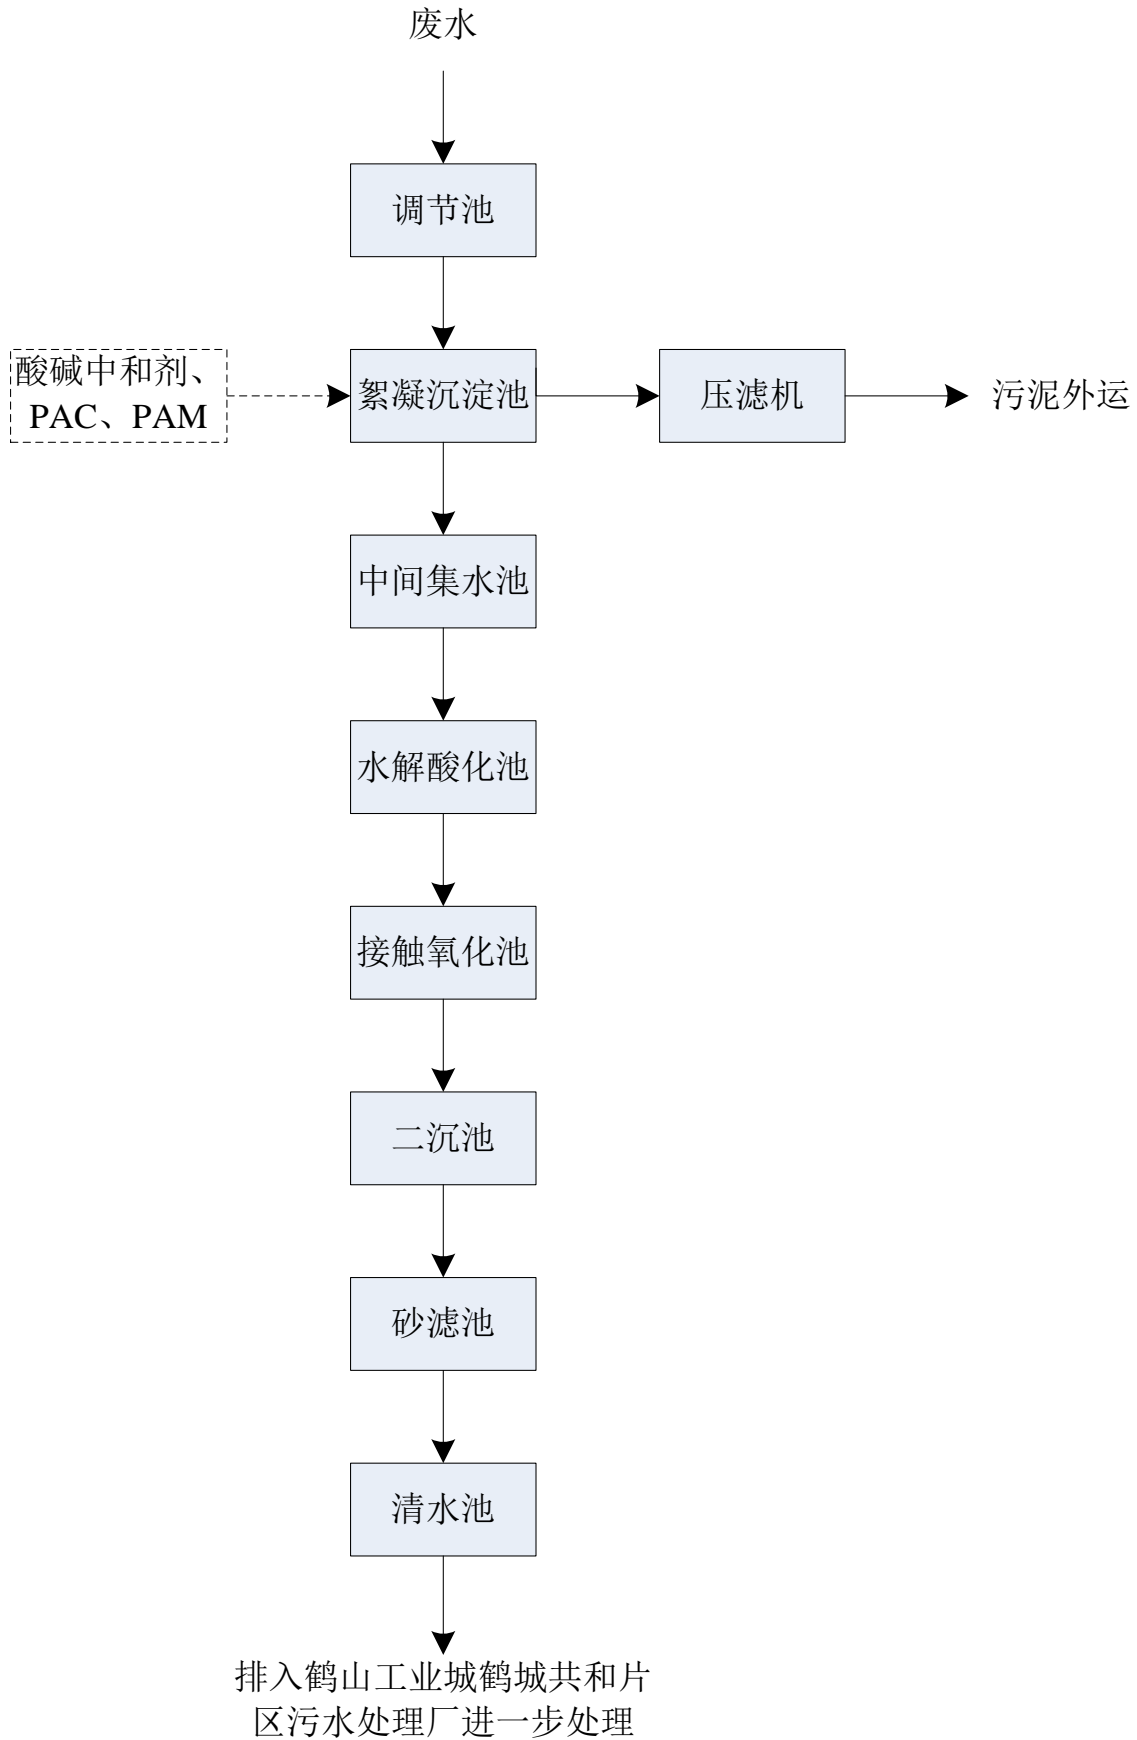 废水
调节池
酸碱中和剂、
PAC、PAM
絮凝沉淀池
压滤机
污泥外运
中间集水池
水解酸化池
接触氧化池
二沉池
砂滤池
清水池
排入鹤山工业城鹤城共和片
区污水处理厂进一步处理